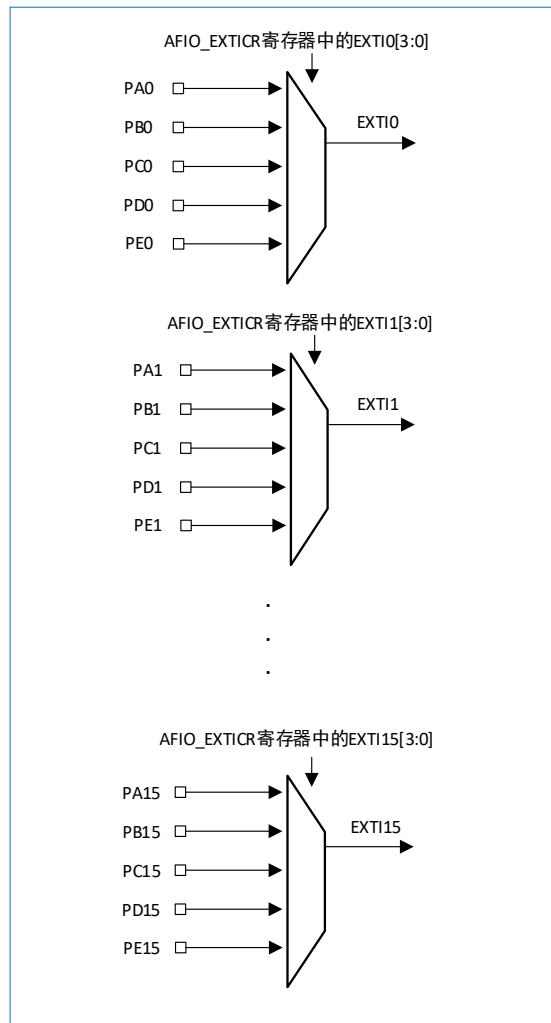 AFIO_EXTICR寄存器中的EXTI0[3:0]
PA0
PB0
EXTI0
PC0
PD0
PE0
AFIO_EXTICR寄存器中的EXTI1[3:0]
PA1
PB1
EXTI1
PC1
PD1
PE1
.
.
.
AFIO_EXTICR寄存器中的EXTI15[3:0]
PA15
PB15
EXTI15
PC15
PD15
PE15